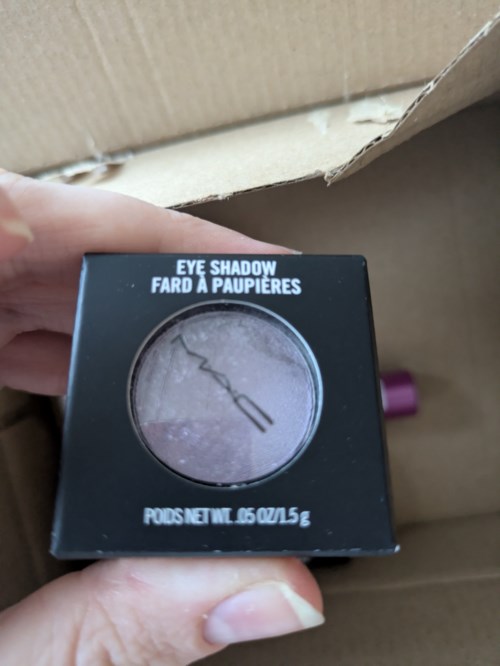 EYE SHADOW
FARD À PAUPIÈRES
MAC
POIDS NET WT. .05 OZ/1.5 g